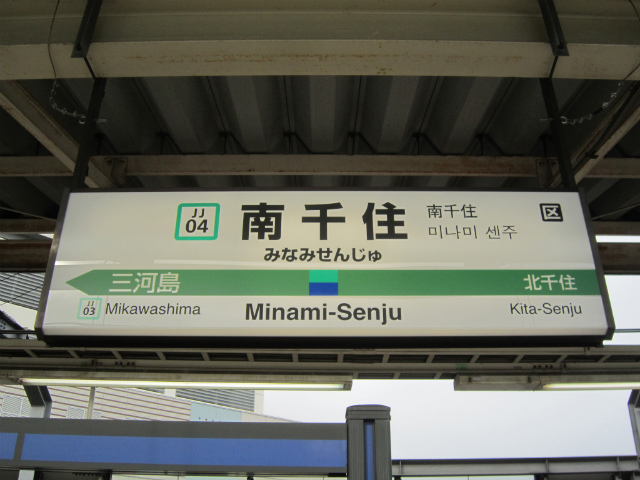 JJ
04
南千住
みなみせんじゅ
南千住
미나미 센주
区
三河島
北千住
JJ
03
Mikawashima
Minami-Senju
Kita-Senju